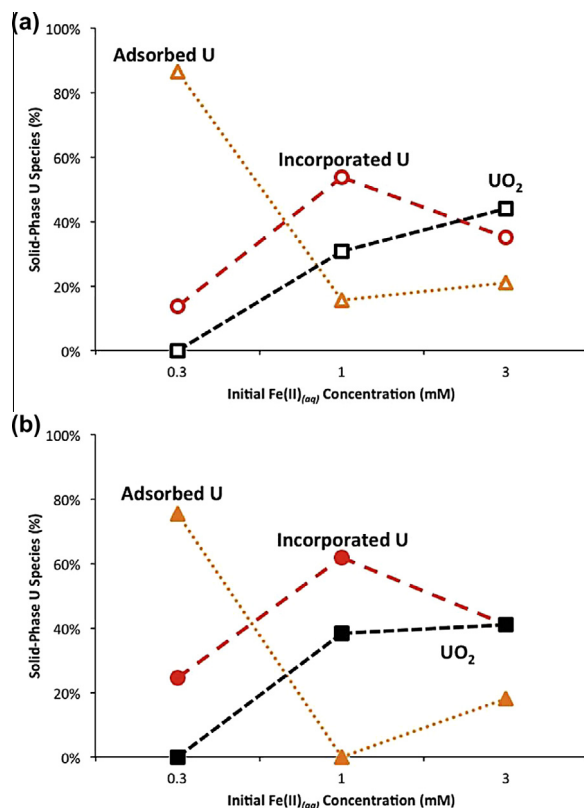 (a)
100%
80%
60%
40%
20%
0%
Solid-Phase U Species (%)
Adsorbed U
Incorporated U
UO₂
0.3
1
3
Initial Fe(II)(aq) Concentration (mM)
(b)
100%
80%
60%
40%
20%
0%
Solid-Phase U Species (%)
Adsorbed U
Incorporated U
UO₂
0.3
1
3
Initial Fe(II)(aq) Concentration (mM)